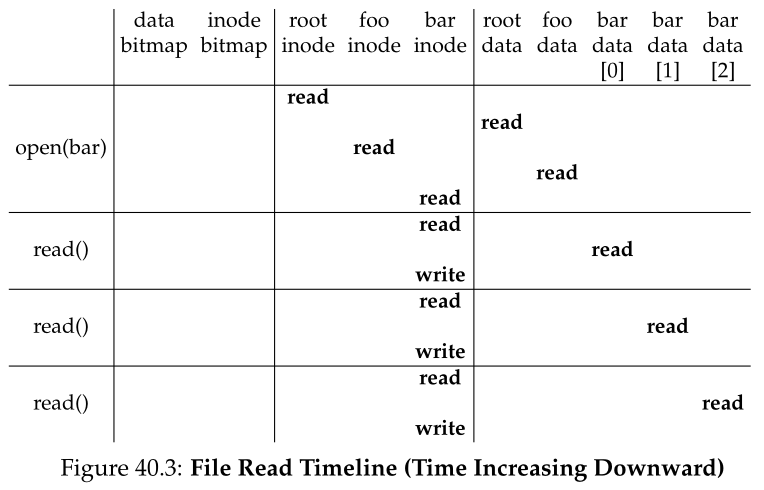 data inode root foo bar root foo bar bar bar
bitmap bitmap inode inode inode data data data data data
[0] [1] [2]
read
read
open(bar) read
read
read
read
read() read
write
read
read() read
write
read
read() read
write
Figure 40.3: File Read Timeline (Time Increasing Downward)